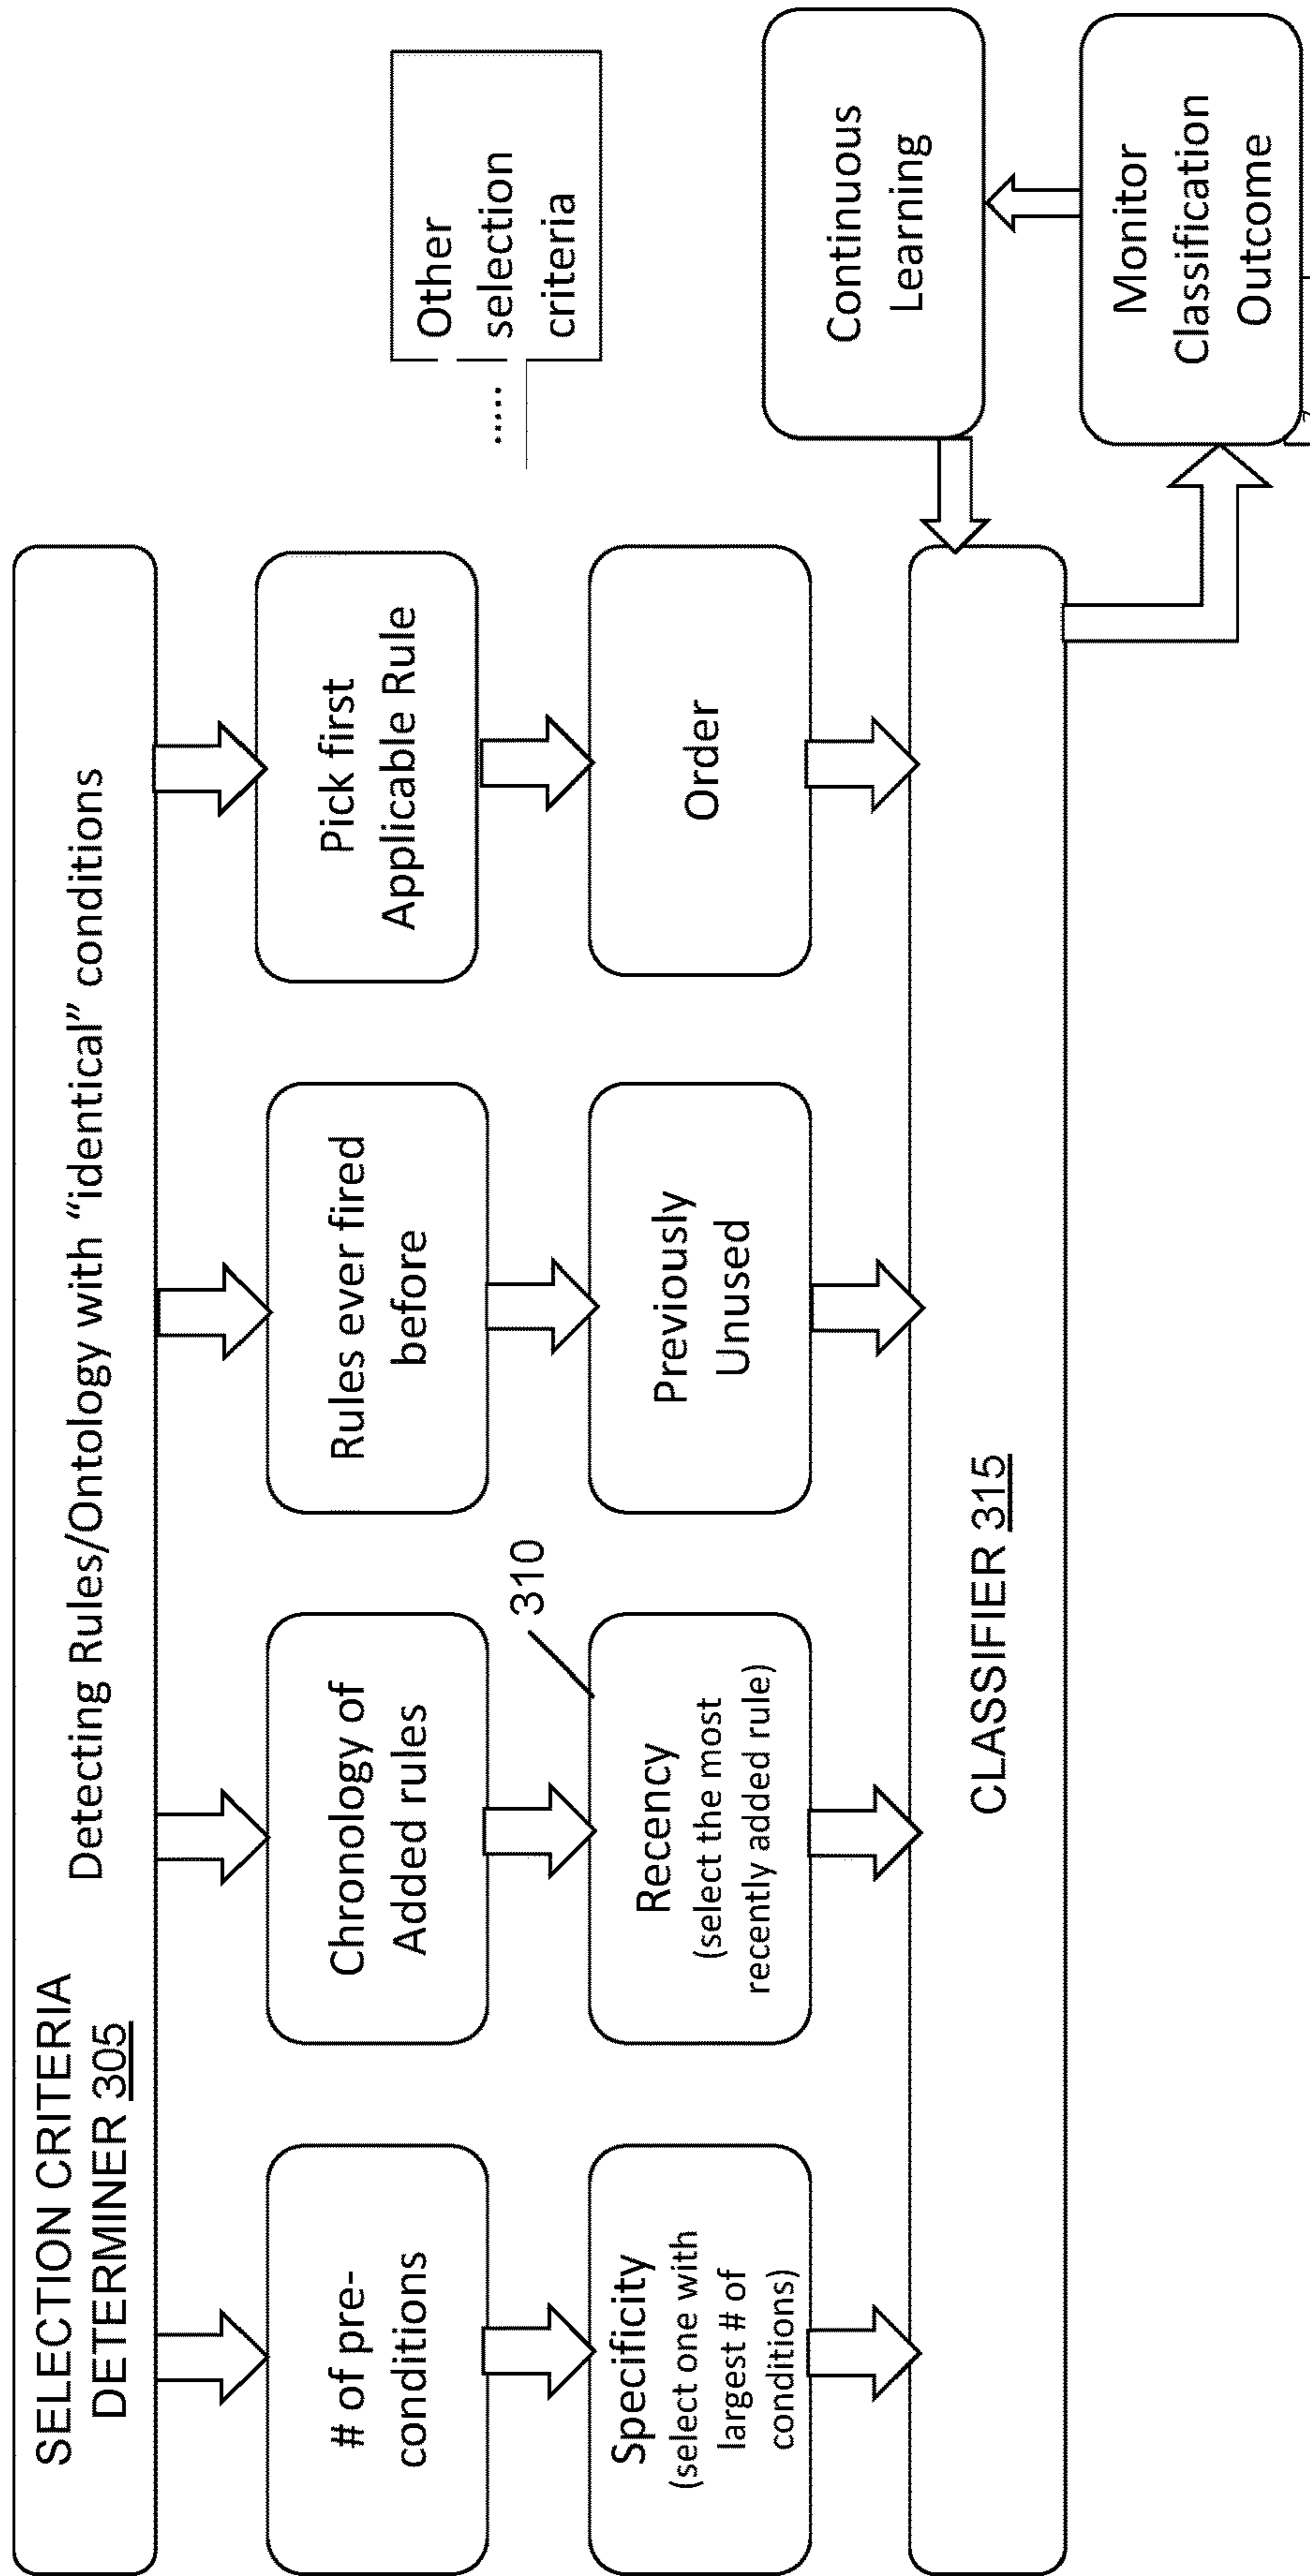 SELECTION CRITERIA
DETERMINER 305
Detecting Rules/Ontology with “identical” conditions
# of pre-
conditions
Chronology of
Added rules
Rules ever fired
before
Pick first
Applicable Rule
.....
Other
selection
criteria
310
Specificity
(select one with
largest # of
conditions)
Recency
(select the most
recently added rule)
Previously
Unused
Order
CLASSIFIER 315
Continuous
Learning
Monitor
Classification
Outcome